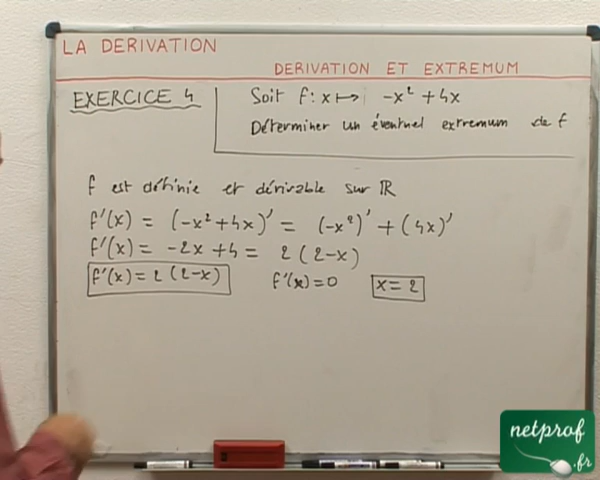 LA DERIVATION
DERIVATION ET EXTREMUM
EXERCICE 4
Soit f: x ↦ -x² + 4x
Déterminer un éventuel extremum de f
f est définie et dérivable sur ℝ
f'(x) = (-x² + 4x)' = (-x²)' + (4x)'
f'(x) = -2x + 4 = 2(2-x)
f'(x) = 2(2-x) f'(x) = 0 x = 2
netprof
.fr